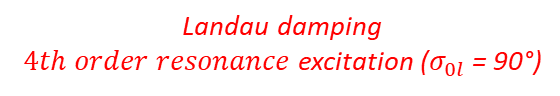 Landau damping
4th order resonance excitation (σ₀ₗ = 90°)